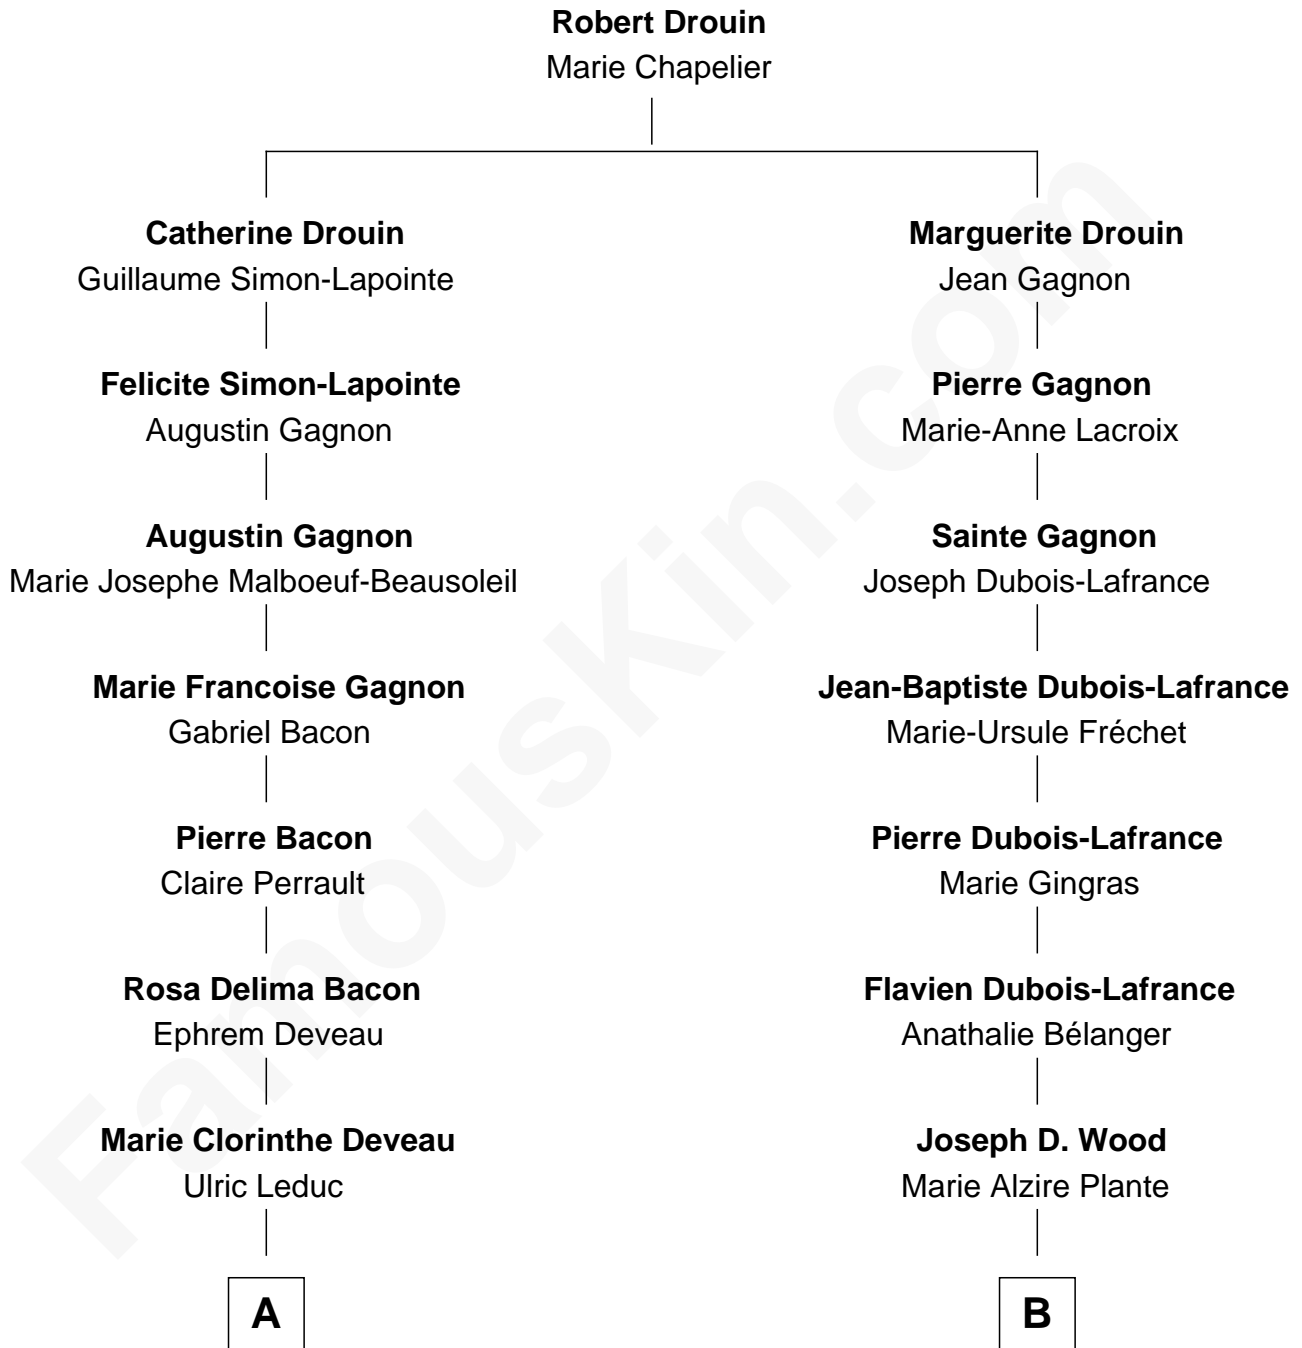 Robert Drouin
Marie Chapelier
Catherine Drouin
Guillaume Simon-Lapointe
Marguerite Drouin
Jean Gagnon
Felicite Simon-Lapointe
Augustin Gagnon
Pierre Gagnon
Marie-Anne Lacroix
Augustin Gagnon
Marie Josephe Malboeuf-Beausoleil
Sainte Gagnon
Joseph Dubois-Lafrance
Marie Francoise Gagnon
Gabriel Bacon
Jean-Baptiste Dubois-Lafrance
Marie-Ursule Fréchet
Pierre Bacon
Claire Perrault
Pierre Dubois-Lafrance
Marie Gingras
Rosa Delima Bacon
Ephrem Deveau
Flavien Dubois-Lafrance
Anathalie Bélanger
Marie Clorinthe Deveau
Ulric Leduc
Joseph D. Wood
Marie Alzire Plante
A
B
FamousKin.com